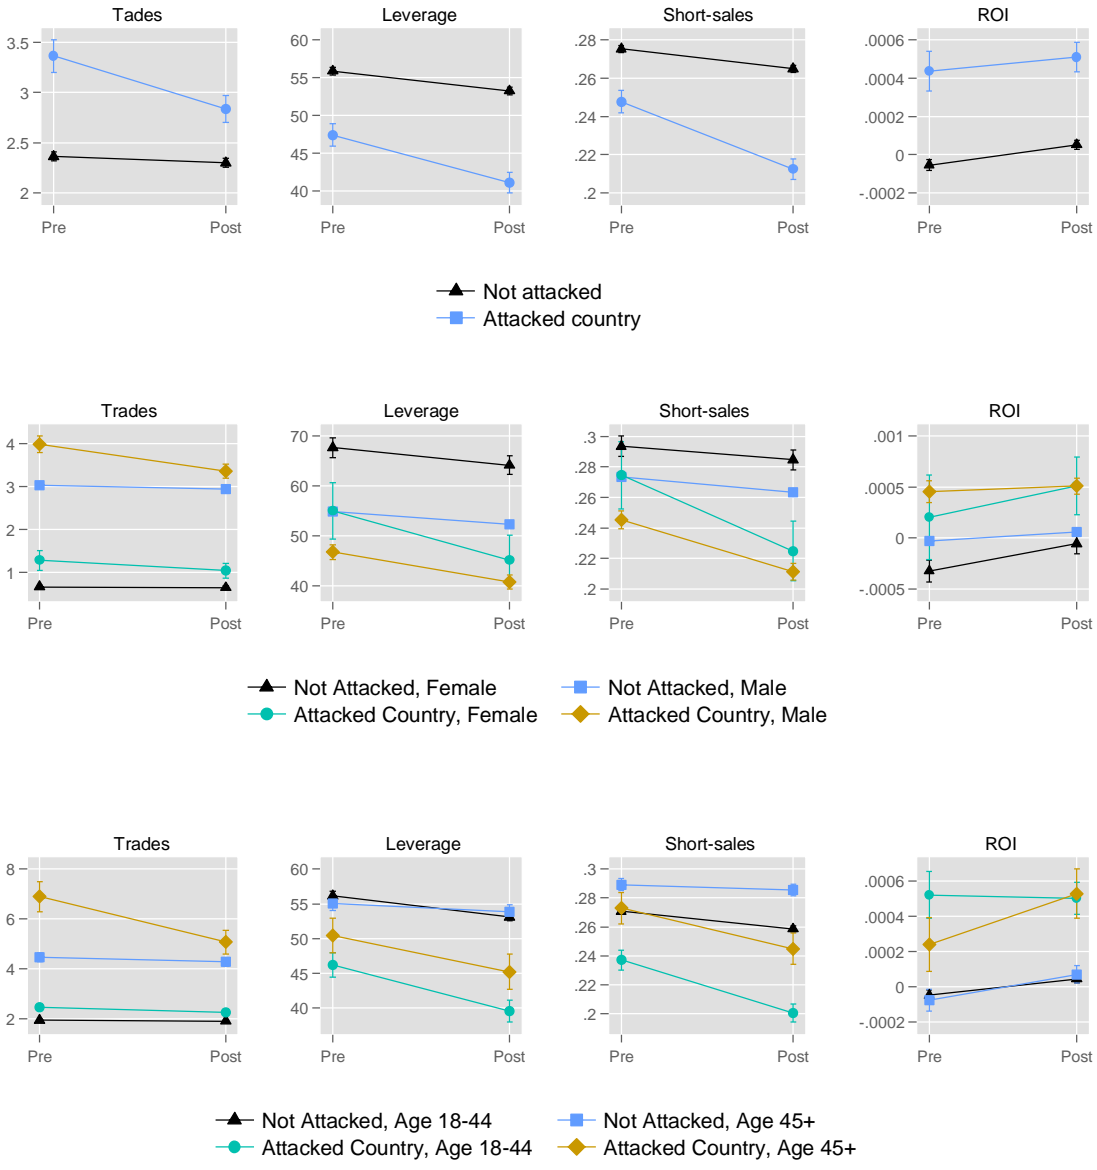 Tades Leverage Short-sales ROI
3.5 60 .28 .0006
3 55 .26 .0004
2.5 50 .24 .0002
2 45 .22 0
40 .2 -.0002
Pre Post Pre Post Pre Post Pre Post
Not attacked
Attacked country
Trades Leverage Short-sales ROI
4 70 .3 .001
3 60 .28 .0005
2 50 .26 0
1 40 .24 -.0005
.22
.2
Pre Post Pre Post Pre Post Pre Post
Not Attacked, Female Not Attacked, Male
Attacked Country, Female Attacked Country, Male
Trades Leverage Short-sales ROI
8 60 .3 .0006
6 55 .28 .0004
4 50 .26 .0002
2 45 .24 0
40 .22 -.0002
.2
Pre Post Pre Post Pre Post Pre Post
Not Attacked, Age 18-44 Not Attacked, Age 45+
Attacked Country, Age 18-44 Attacked Country, Age 45+